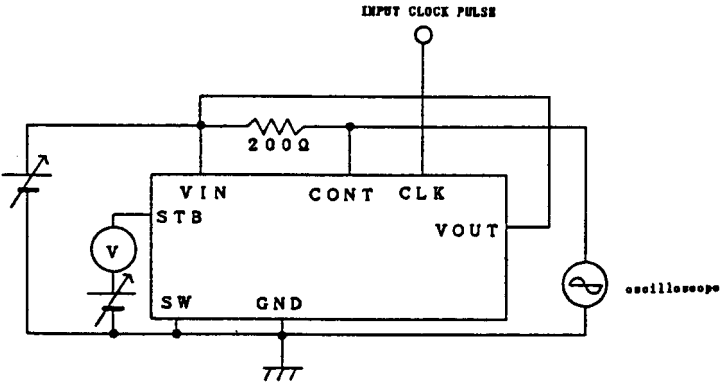 INPUT CLOCK PULSE
200Ω
VIN
CONT
CLK
STB
VOUT
V
SW
GND
oscilloscope